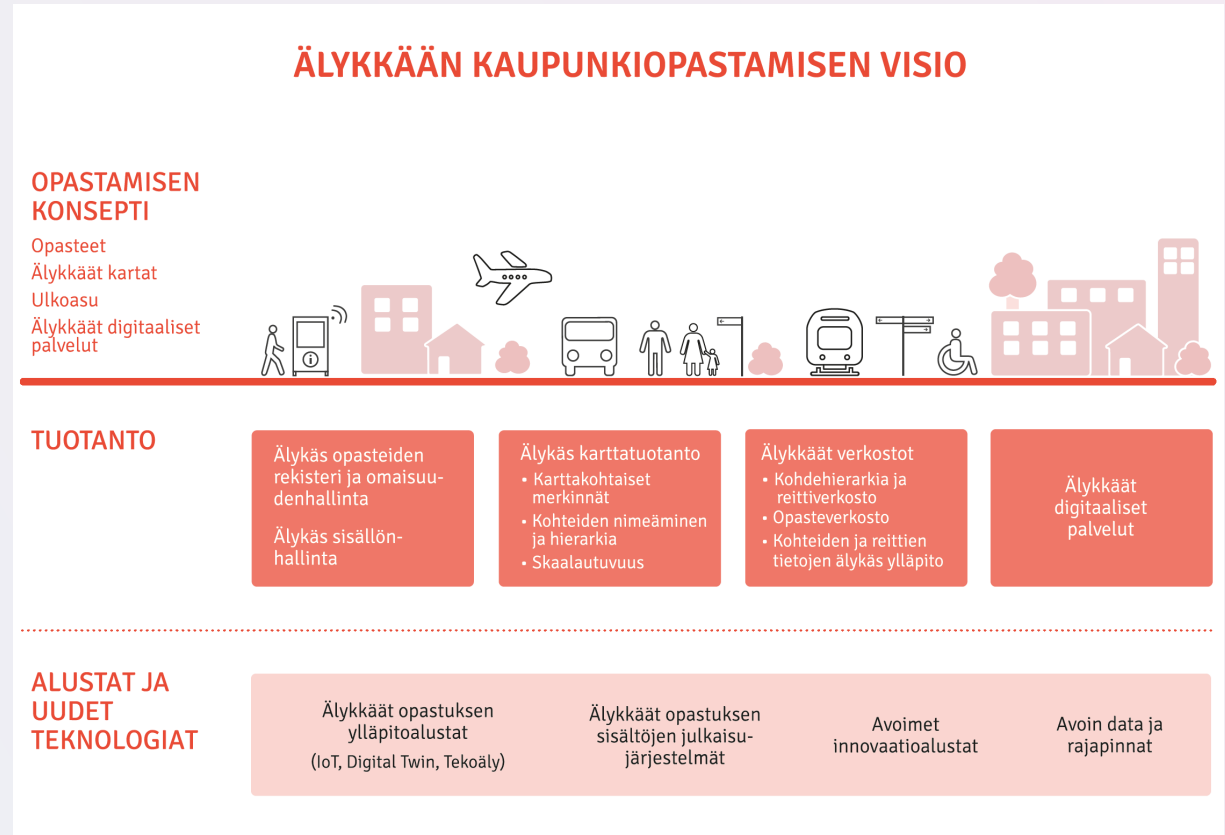 ÄLYKKÄÄN KAUPUNKIOPASTAMISEN VISIO
OPASTAMISEN
KONSEPTI
Opasteet
Älykkäät kartat
Ulkoasu
Älykkäät digitaaliset
palvelut
i
TUOTANTO
Älykäs opasteiden
rekisteri ja omaisuu-
denhallinta
Älykäs sisällön-
hallinta
Älykäs karttatuotanto
• Karttakohtaiset
merkinnät
• Kohteiden nimeäminen
ja hierarkia
• Skaalautuvuus
Älykkäät verkostot
• Kohdehierarkia ja
reittiverkosto
• Opasteverkosto
• Kohteiden ja reittien
tietojen älykäs ylläpito
Älykkäät
digitaaliset
palvelut
ALUSTAT JA
UUDET
TEKNOLOGIAT
Älykkäät opastuksen
ylläpitoalustat
(IoT, Digital Twin, Tekoäly)
Älykkäät opastuksen
sisältöjen julkaisu-
järjestelmät
Avoimet
innovaatioalustat
Avoin data ja
rajapinnat